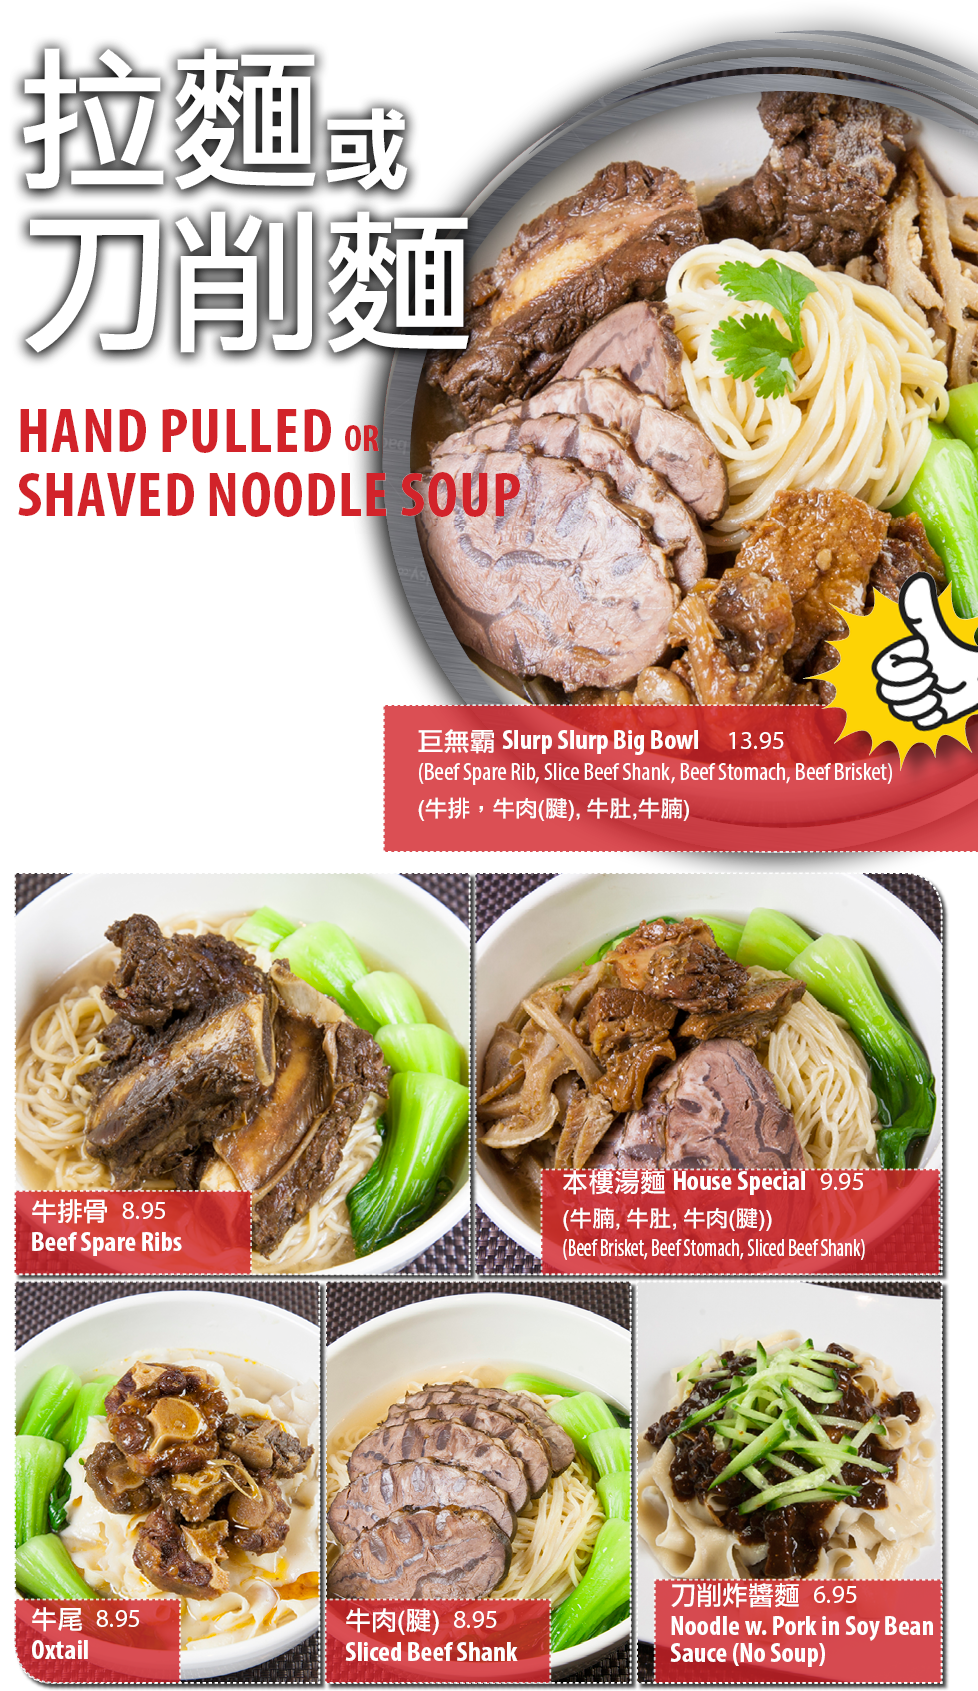 拉麵或
刀削麵
HAND PULLED OR
SHAVED NOODLE SOUP
巨無霸 Slurp Slurp Big Bowl 13.95
(Beef Spare Rib, Slice Beef Shank, Beef Stomach, Beef Brisket)
(牛排，牛肉(腱), 牛肚,牛腩)
牛排骨 8.95
Beef Spare Ribs
本樓湯麵 House Special 9.95
(牛腩, 牛肚, 牛肉(腱))
(Beef Brisket, Beef Stomach, Sliced Beef Shank)
牛尾 8.95
Oxtail
牛肉(腱) 8.95
Sliced Beef Shank
刀削炸醬麵 6.95
Noodle w. Pork in Soy Bean
Sauce (No Soup)